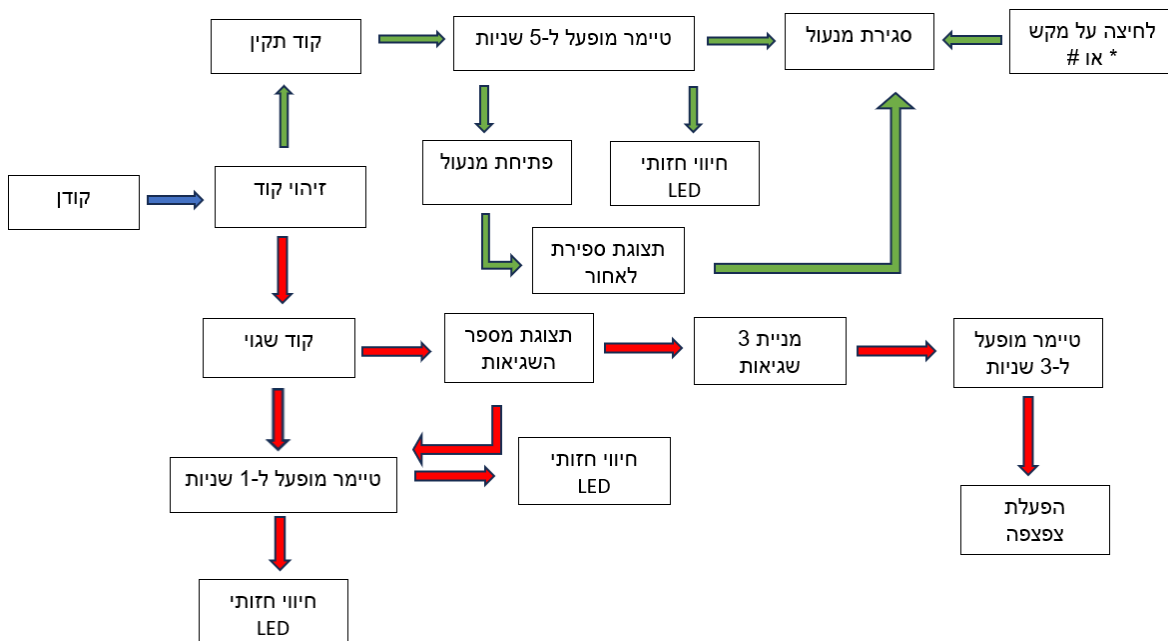 לחיצה על מקש
* או #
סגירת מנעול
טיימר מופעל ל-5 שניות
קוד תקין
פתיחת מנעול
חיווי חזותי
LED
זיהוי קוד
קודן
תצוגת ספירת
לאחור
קוד שגוי
תצוגת מספר
השגיאות
מניית 3
שגיאות
טיימר מופעל
ל-3 שניות
טיימר מופעל ל-1 שניות
חיווי חזותי
LED
הפעלת
צפצפה
חיווי חזותי
LED